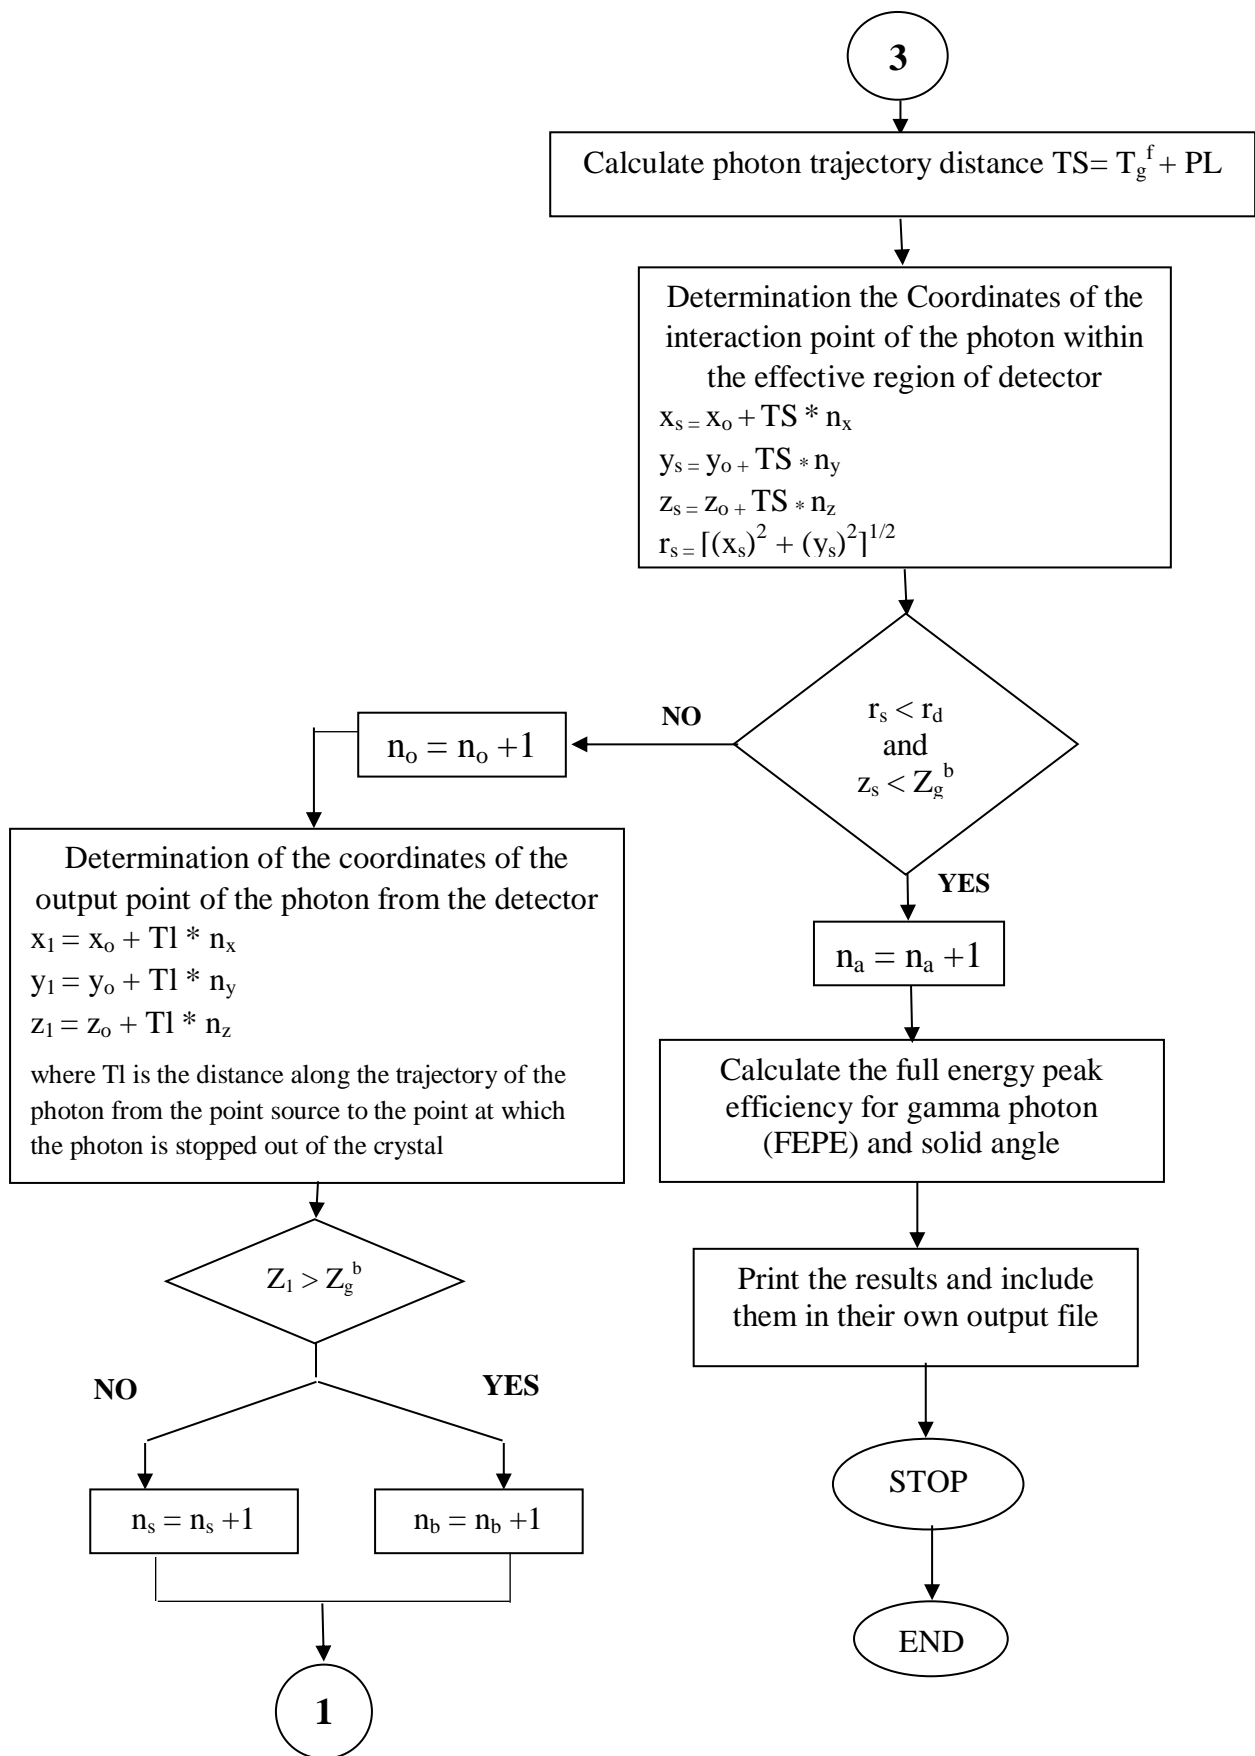 3
Calculate photon trajectory distance TS= T_g^f + PL
Determination the Coordinates of the
interaction point of the photon within
the effective region of detector
x_s = x_o + TS * n_x
y_s = y_o + TS * n_y
z_s = z_o + TS * n_z
r_s = [(x_s)^2 + (y_s)^2]^1/2
r_s < r_d
and
z_s < Z_g^b
NO
n_o = n_o +1
YES
n_a = n_a +1
Determination of the coordinates of the
output point of the photon from the detector
x_1 = x_o + Tl * n_x
y_1 = y_o + Tl * n_y
z_1 = z_o + Tl * n_z
where Tl is the distance along the trajectory of the
photon from the point source to the point at which
the photon is stopped out of the crystal
Calculate the full energy peak
efficiency for gamma photon
(FEPE) and solid angle
Z_1 > Z_g^b
Print the results and include
them in their own output file
NO
YES
n_s = n_s +1
n_b = n_b +1
STOP
END
1